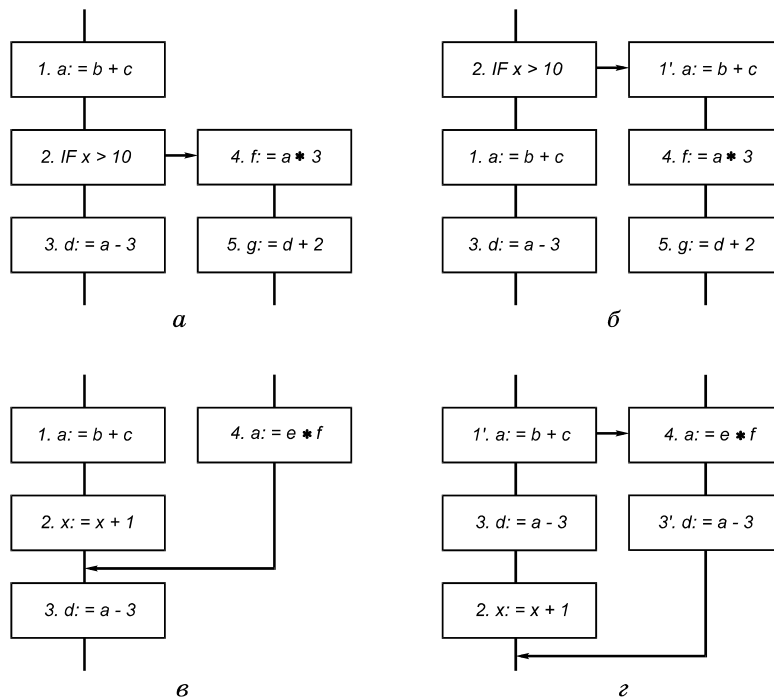 1. a: = b + c
2. IF x > 10
4. f: = a * 3
3. d: = a - 3
5. g: = d + 2
а
2. IF x > 10
1'. a: = b + c
1. a: = b + c
4. f: = a * 3
3. d: = a - 3
5. g: = d + 2
б
1. a: = b + c
4. a: = e * f
2. x: = x + 1
3. d: = a - 3
в
1'. a: = b + c
4. a: = e * f
3. d: = a - 3
3'. d: = a - 3
2. x: = x + 1
г